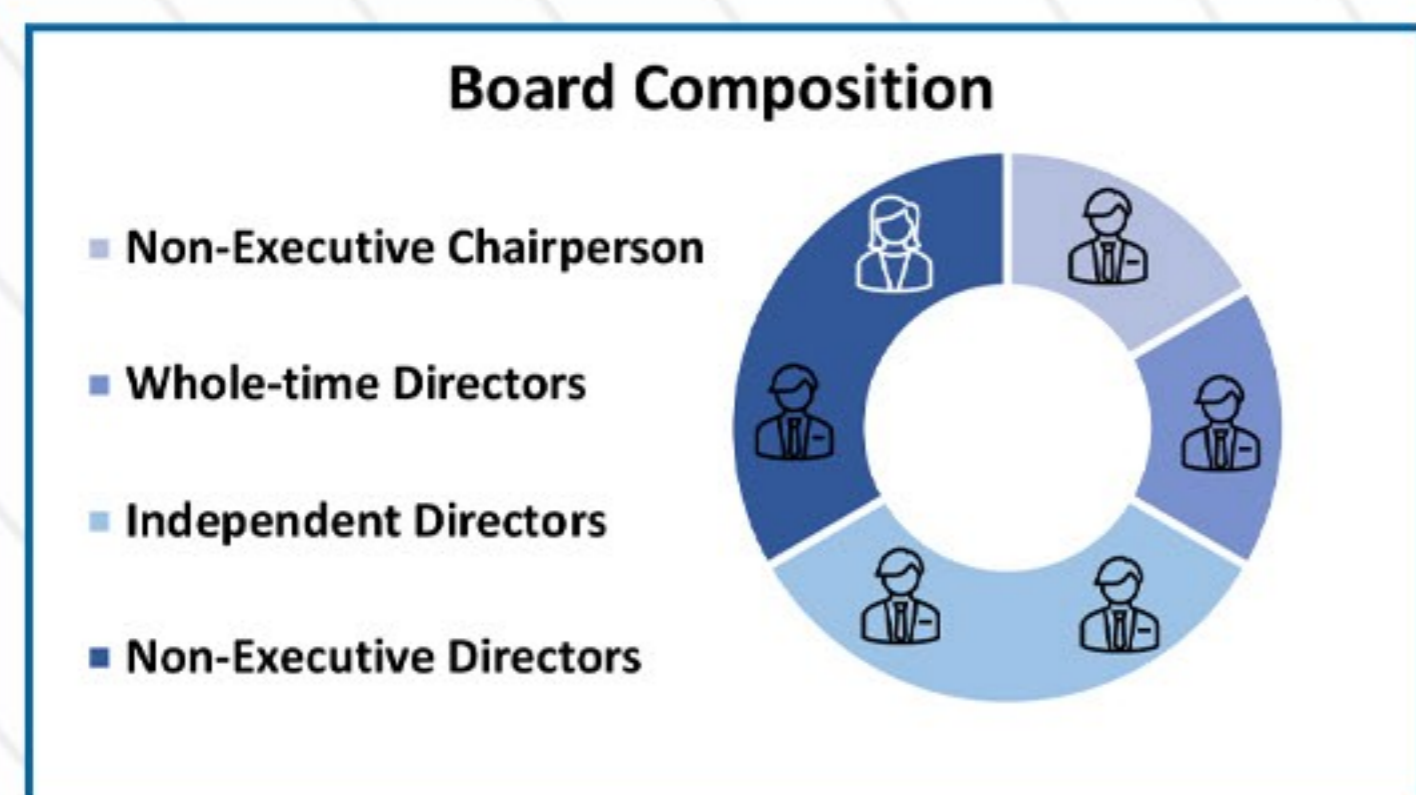 Board Composition
Non-Executive Chairperson
Whole-time Directors
Independent Directors
Non-Executive Directors